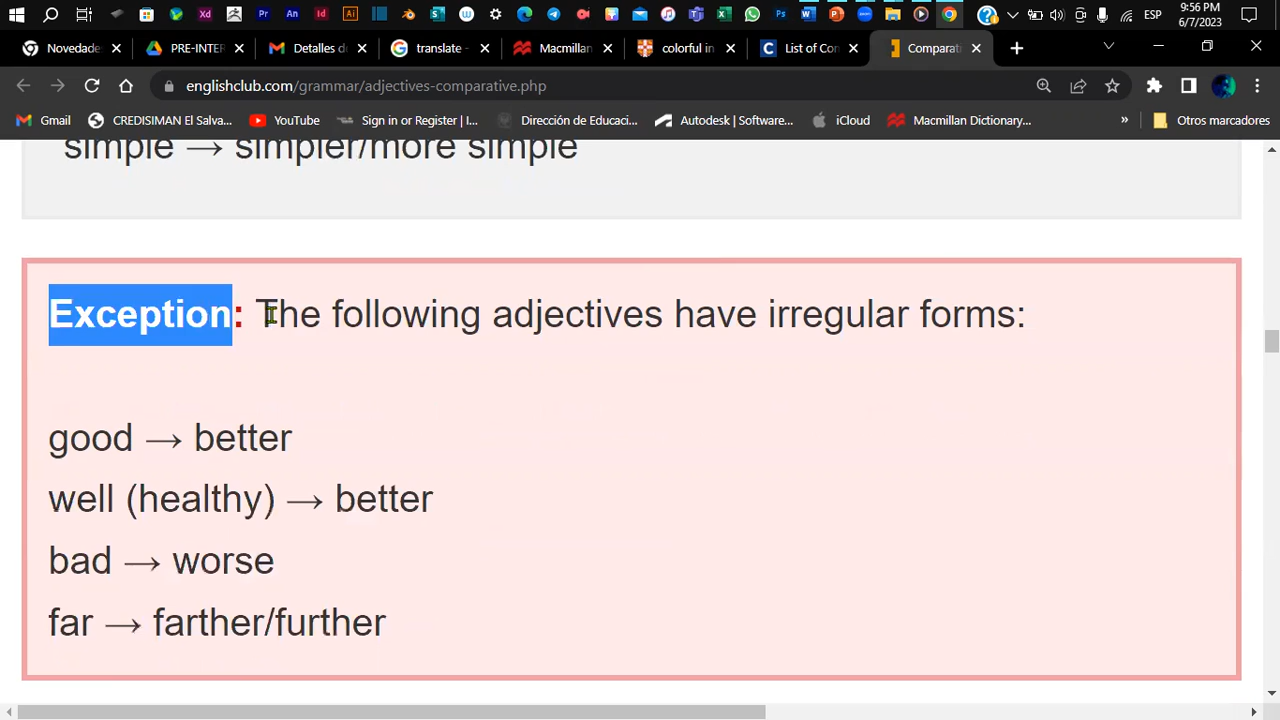 9:56 PM
ESP
6/7/2023
Novedade
PRE-INTER
Detalles d
translate -
Macmillan
colorful in
List of Con
Comparati
englishclub.com/grammar/adjectives-comparative.php
Gmail
CREDISIMAN El Salva...
YouTube
Sign in or Register | I...
Dirección de Educaci...
Autodesk | Software...
iCloud
Macmillan Dictionary...
»
Otros marcadores
simple → simpler/more simple
Exception: The following adjectives have irregular forms:
good → better
well (healthy) → better
bad → worse
far → farther/further